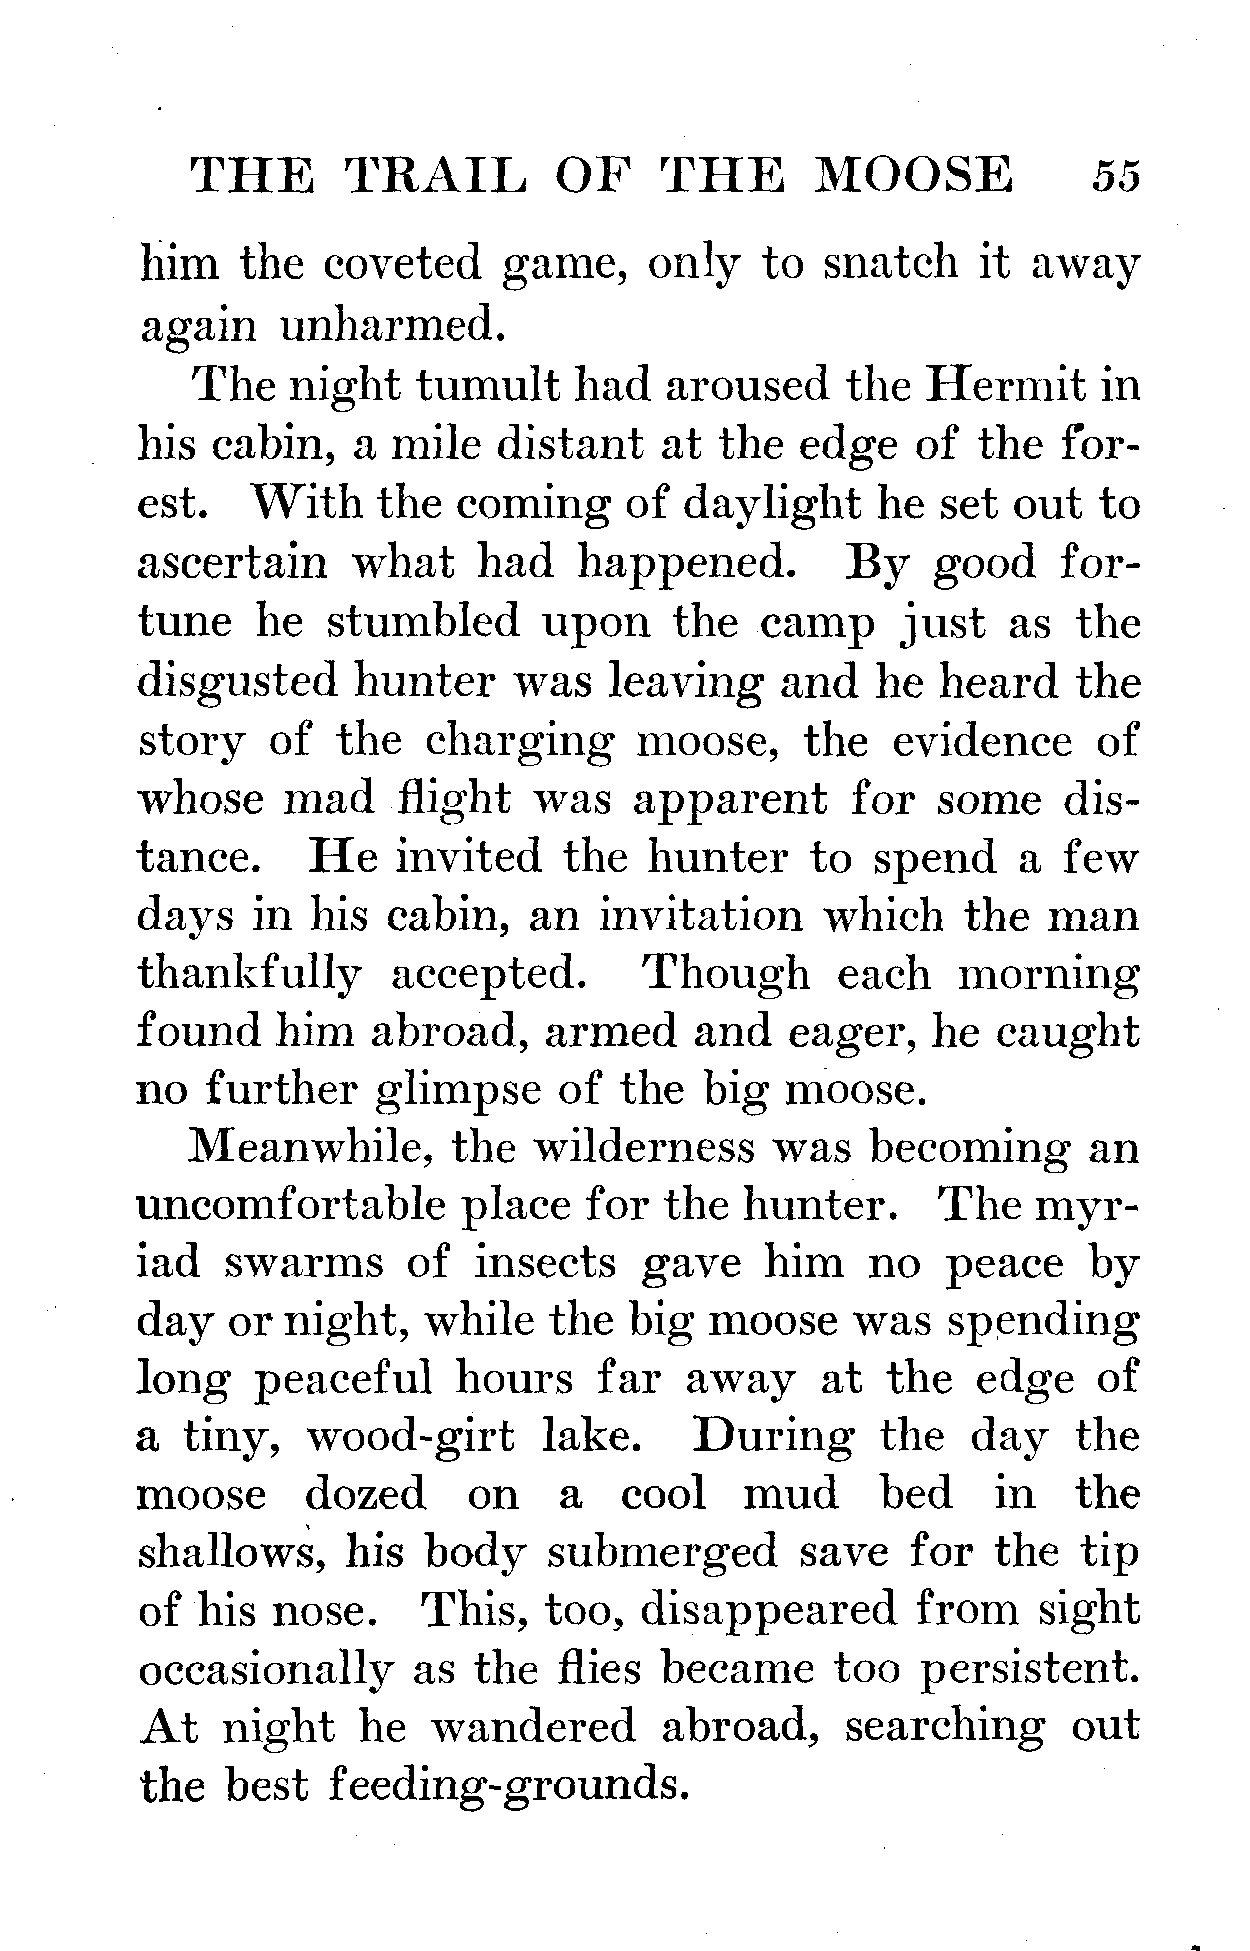 THE TRAIL OF THE MOOSE 55
him the coveted game, only to snatch it away
again unharmed.
The night tumult had aroused the Hermit in
his cabin, a mile distant at the edge of the for-
est. With the coming of daylight he set out to
ascertain what had happened. By good for-
tune he stumbled upon the camp just as the
disgusted hunter was leaving and he heard the
story of the charging moose, the evidence of
whose mad flight was apparent for some dis-
tance. He invited the hunter to spend a few
days in his cabin, an invitation which the man
thankfully accepted. Though each morning
found him abroad, armed and eager, he caught
no further glimpse of the big moose.
Meanwhile, the wilderness was becoming an
uncomfortable place for the hunter. The myr-
iad swarms of insects gave him no peace by
day or night, while the big moose was spending
long peaceful hours far away at the edge of
a tiny, wood-girt lake. During the day the
moose dozed on a cool mud bed in the
shallows, his body submerged save for the tip
of his nose. This, too, disappeared from sight
occasionally as the flies became too persistent.
At night he wandered abroad, searching out
the best feeding-grounds.